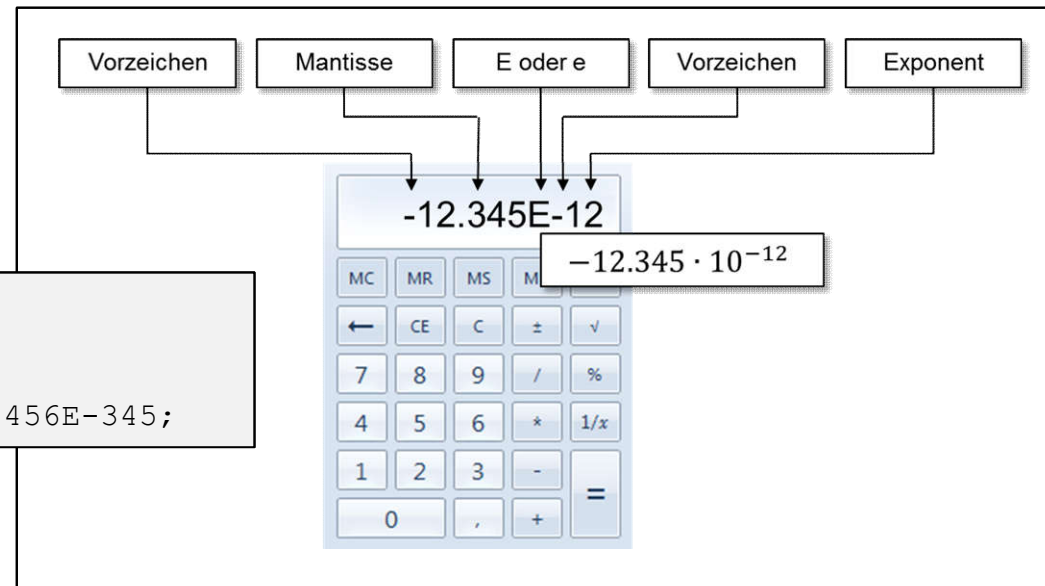 Vorzeichen Mantisse E oder e Vorzeichen Exponent
-12.345E-12
−12.345 · 10⁻¹²
MC MR MS M
← CE C ± √
7 8 9 / %
456E-345;
4 5 6 * 1/x
1 2 3 - =
0 , +